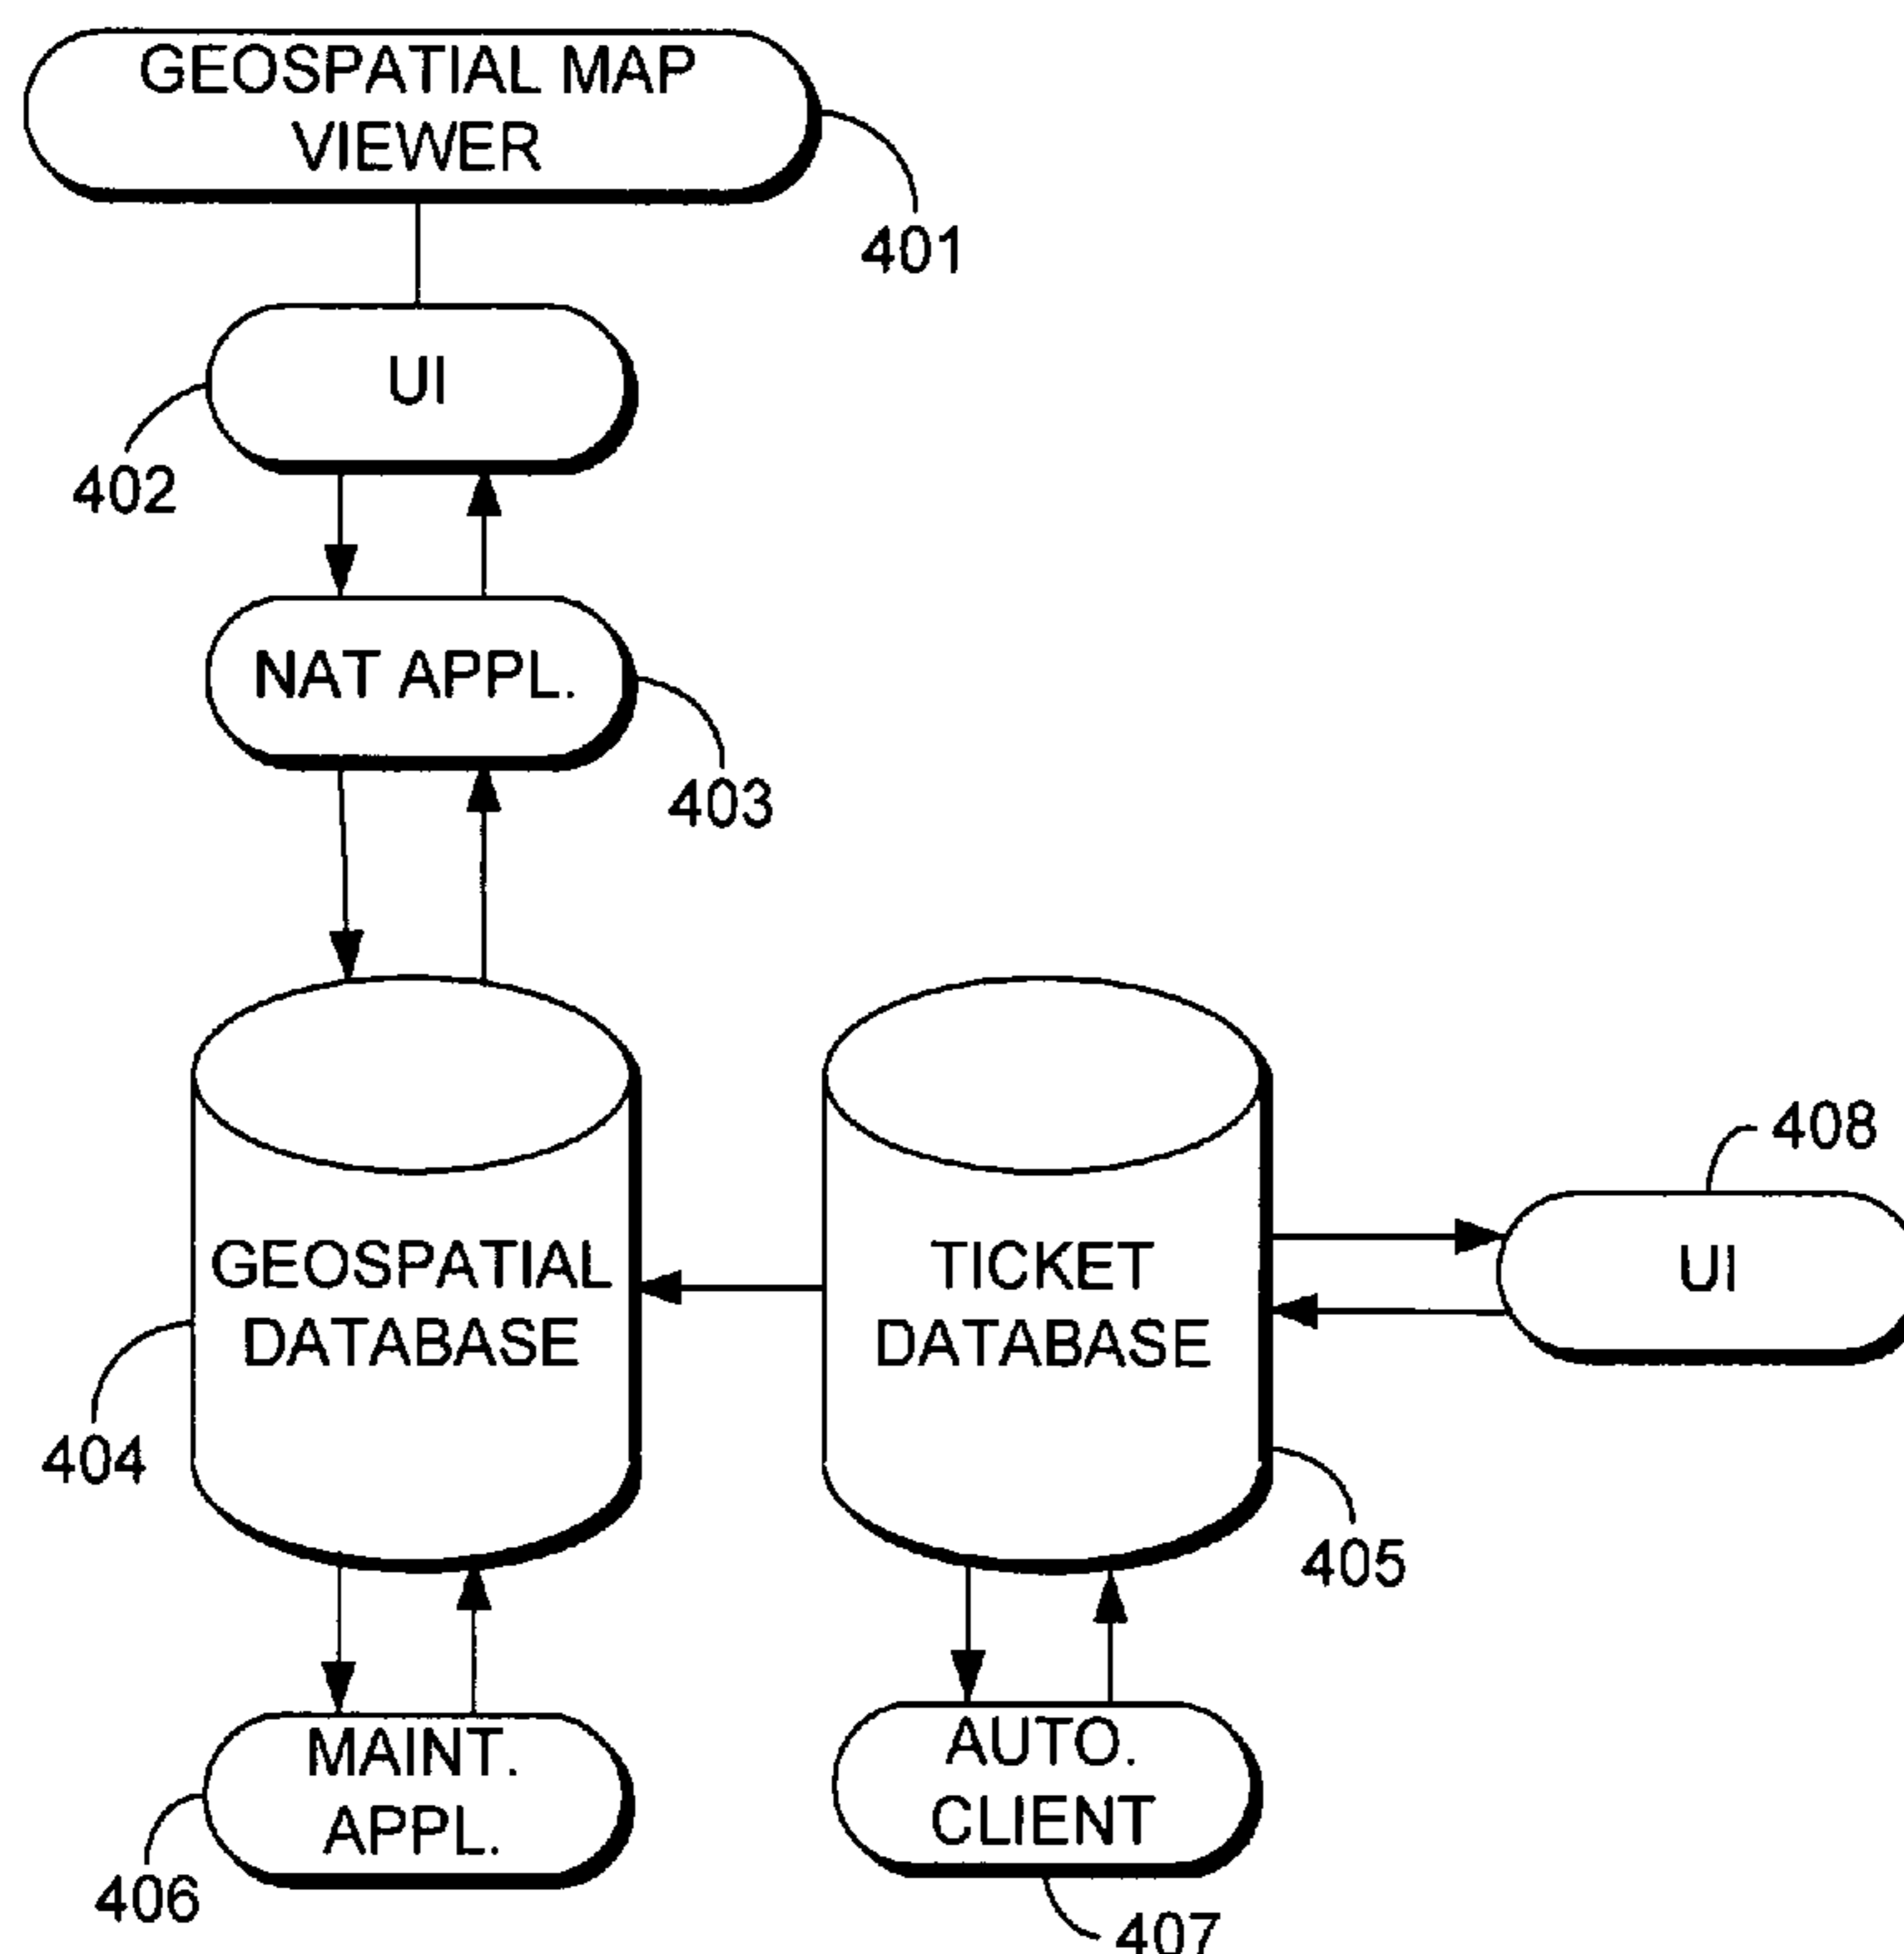 GEOSPATIAL MAP
VIEWER
401
UI
402
NAT APPL.
403
GEOSPATIAL
DATABASE
404
TICKET
DATABASE
405
408
UI
MAINT.
APPL.
406
AUTO.
CLIENT
407